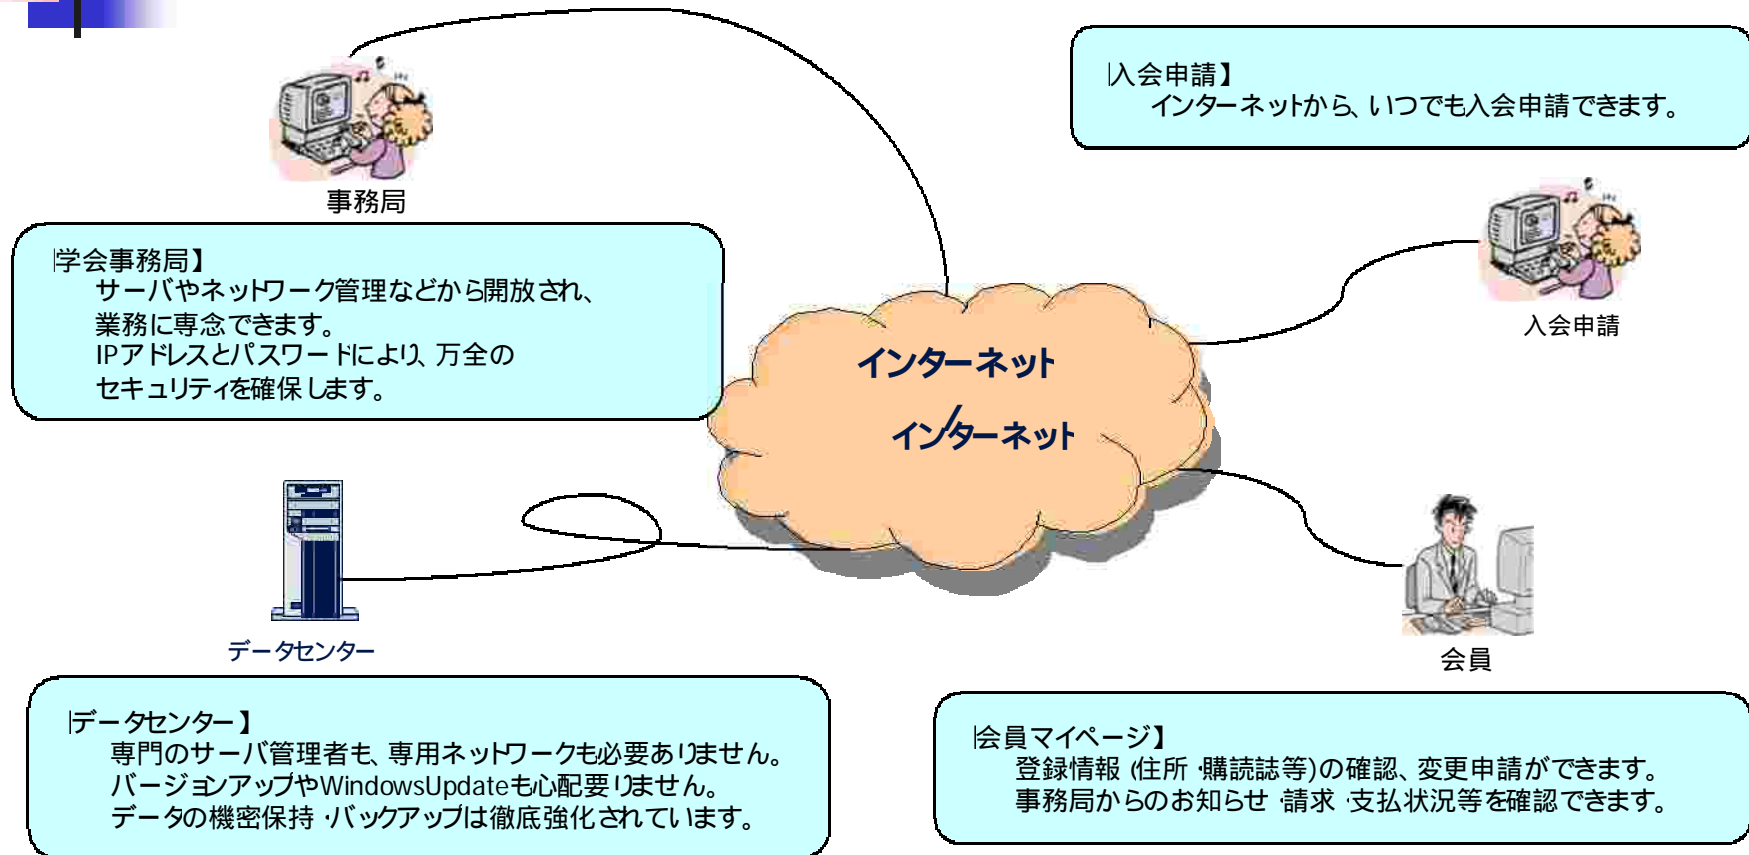 入会申請】
インターネットから、いつでも入会申請できます。
事務局
学会事務局】
サーバやネットワーク管理などから開放され、
業務に専念できます。
IPアドレスとパスワードにより、万全の
セキュリティを確保します。
入会申請
インターネット
/
インターネット
データセンター
会員
データセンター】
専門のサーバ管理者も、専用ネットワークも必要ありません。
バージョンアップやWindowsUpdateも心配要りません。
データの機密保持・バックアップは徹底強化されています。
会員マイページ】
登録情報(住所・購読誌等)の確認、変更申請ができます。
事務局からのお知らせ・請求・支払状況等を確認できます。